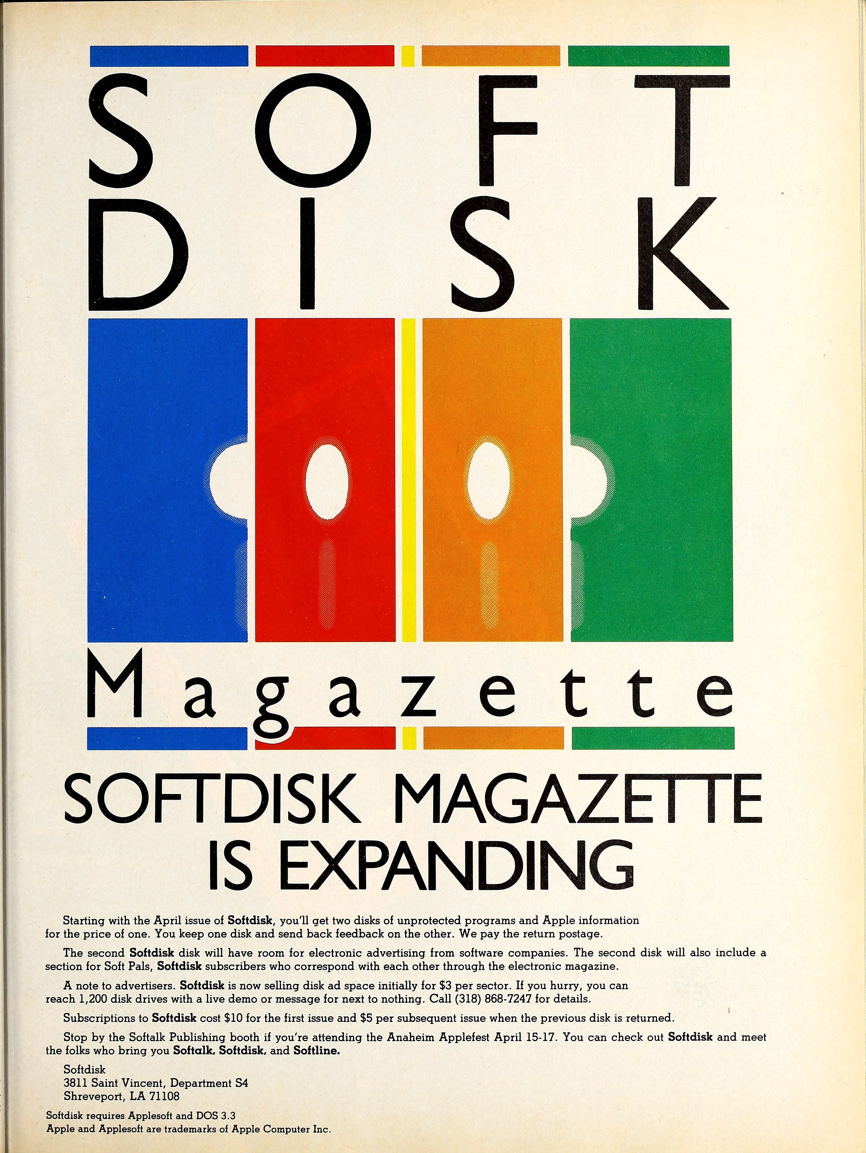 SOFT
DISK
Magazette
SOFTDISK MAGAZETTE
IS EXPANDING
Starting with the April issue of Softdisk, you'll get two disks of unprotected programs and Apple information
for the price of one. You keep one disk and send back feedback on the other. We pay the return postage.
The second Softdisk disk will have room for electronic advertising from software companies. The second disk will also include a
section for Soft Pals, Softdisk subscribers who correspond with each other through the electronic magazine.
A note to advertisers. Softdisk is now selling disk ad space initially for $3 per sector. If you hurry, you can
reach 1,200 disk drives with a live demo or message for next to nothing. Call (318) 868-7247 for details.
Subscriptions to Softdisk cost $10 for the first issue and $5 per subsequent issue when the previous disk is returned.
Stop by the Softalk Publishing booth if you're attending the Anaheim Applefest April 15-17. You can check out Softdisk and meet
the folks who bring you Softalk, Softdisk, and Softline.
Softdisk
3811 Saint Vincent, Department S4
Shreveport, LA 71108
Softdisk requires Applesoft and DOS 3.3
Apple and Applesoft are trademarks of Apple Computer Inc.